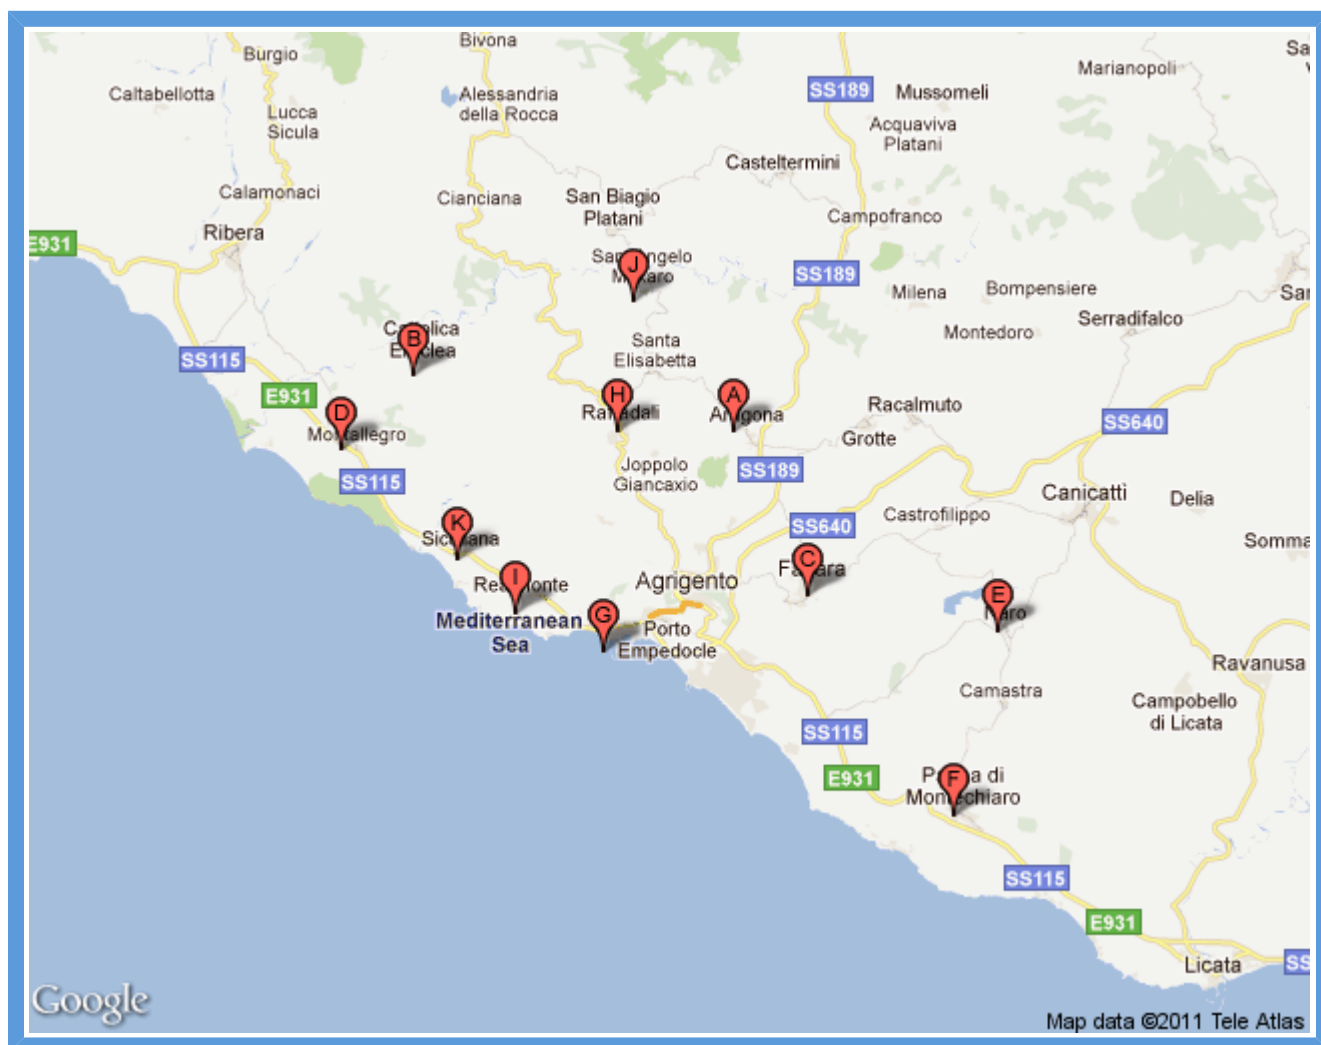 Bivona
Burgio
Caltabellotta
Alessandria
della Rocca
Lucca
Sicula
SS189
Mussomeli
Marianopoli
Acquaviva
Platani
Casteltermini
Calamonaci
Cianciana
San Biagio
Platani
Campofranco
Ribera
E931
J
SS189
Milena
Bompensiere
Serradifalco
Montedoro
B
SS115
Santa
Elisabetta
E931
D
H
A
Racalmuto
Grotte
SS640
SS115
Joppolo
Giancaxio
SS189
Canicattì
Delia
Castrofilippo
SS640
K
Agrigento
C
I
Mediterranean
Sea
G
Porto
Empedocle
E
Ravanusa
Camastra
Campobello
di Licata
SS115
E931
F
SS115
E931
Licata
SS
Google
Map data ©2011 Tele Atlas